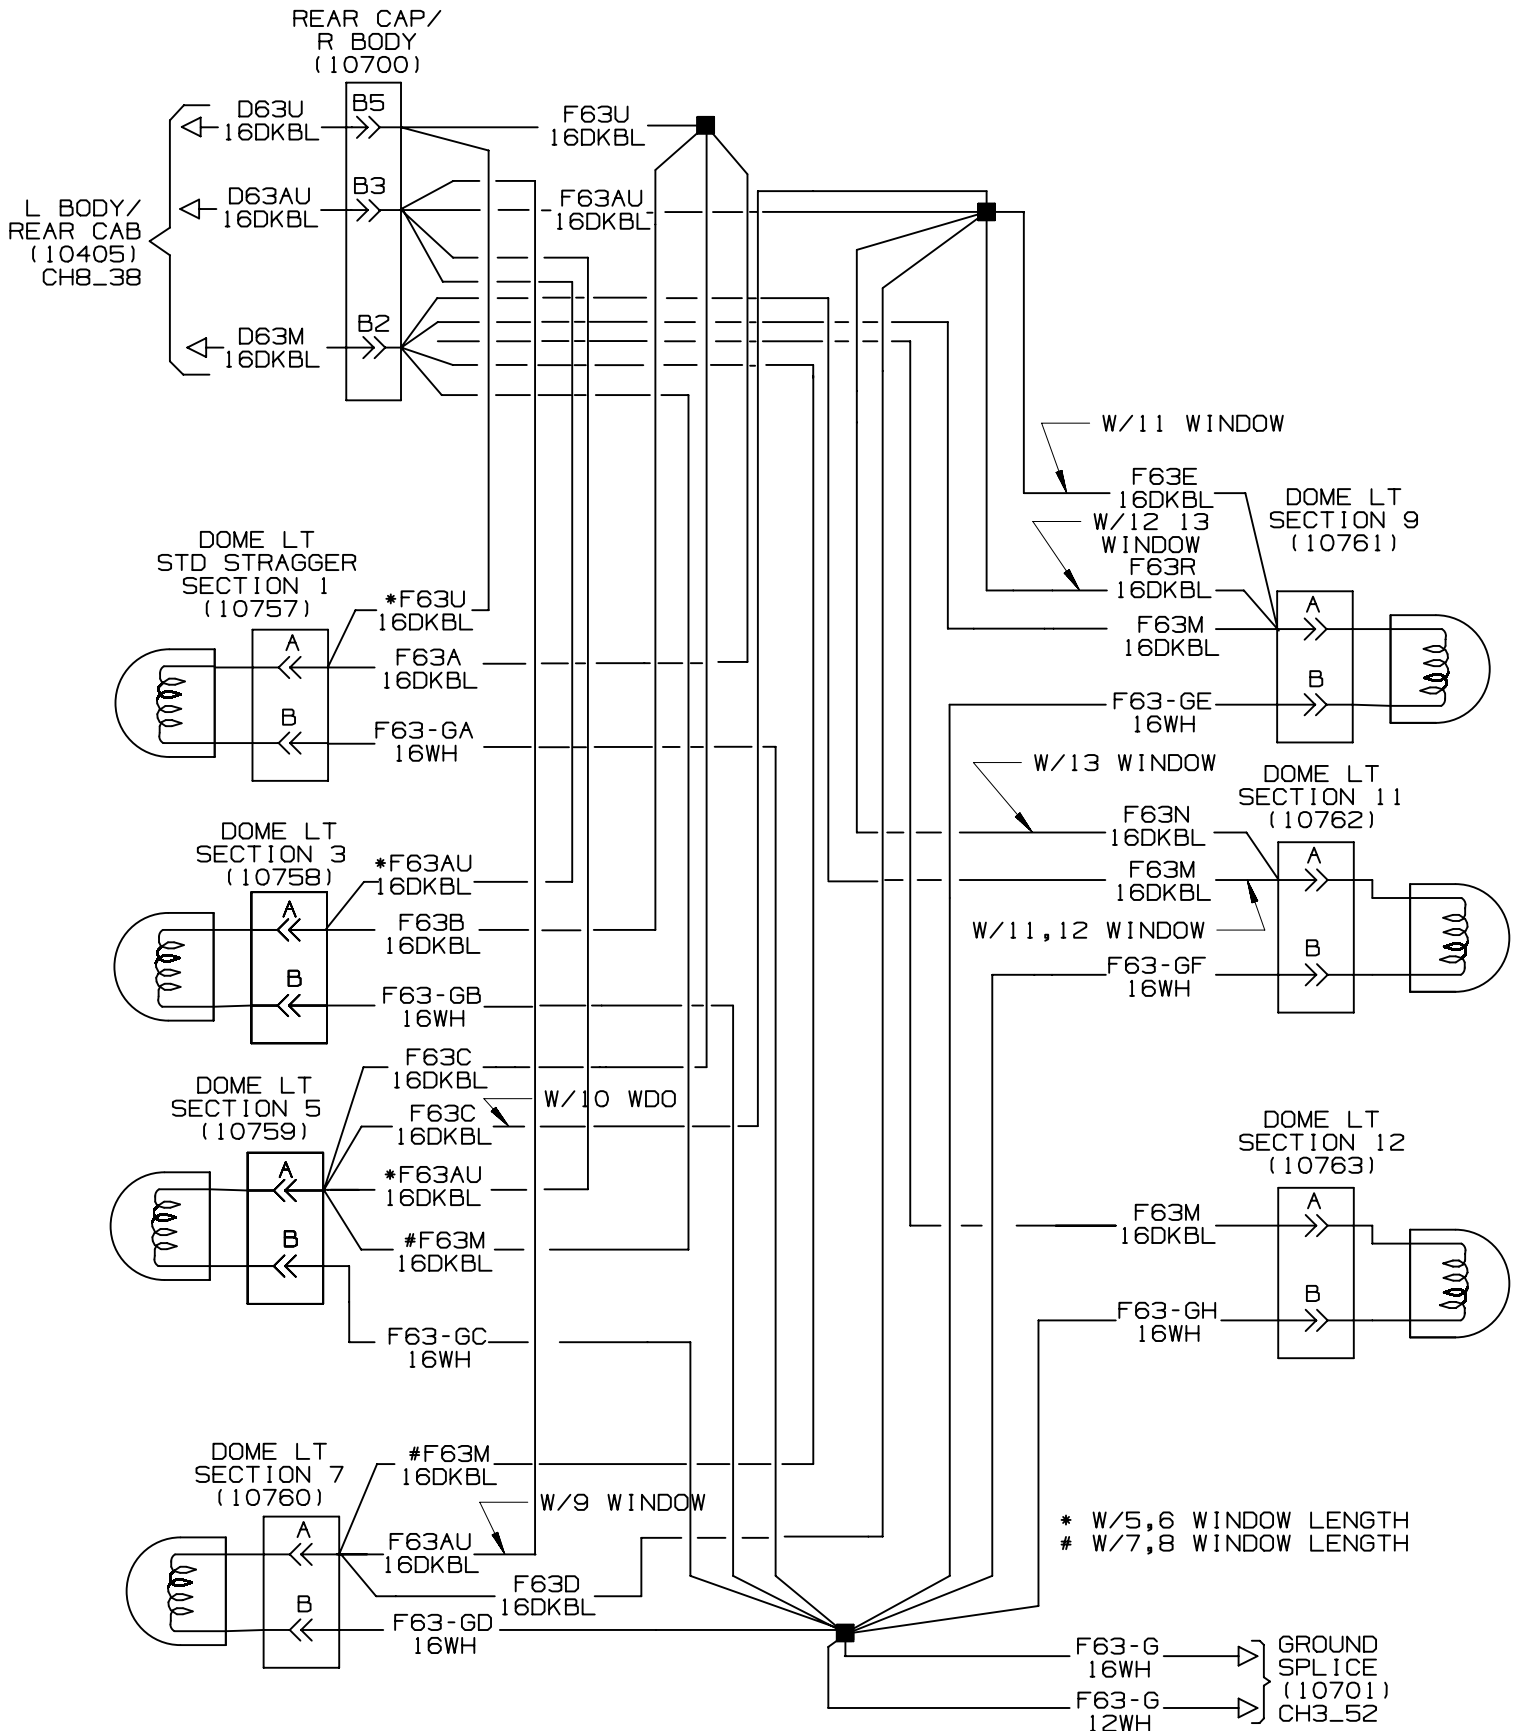 REAR CAP/
R BODY
(10700)
D63U
16DKBL
B5
F63U
16DKBL
D63AU
16DKBL
B3
F63AU
16DKBL
L BODY/
REAR CAB
(10405)
CH8_38
D63M
16DKBL
B2
W/11 WINDOW
F63E
16DKBL
W/12 13
WINDOW
F63R
16DKBL
F63M
16DKBL
DOME LT
SECTION 9
(10761)
A
B
F63-GE
16WH
DOME LT
STD STRAGGER
SECTION 1
(10757)
*F63U
16DKBL
A
F63A
16DKBL
B
F63-GA
16WH
W/13 WINDOW
DOME LT
SECTION 11
(10762)
F63N
16DKBL
A
F63M
16DKBL
W/11,12 WINDOW
B
F63-GF
16WH
DOME LT
SECTION 3
(10758)
*F63AU
16DKBL
A
F63B
16DKBL
B
F63-GB
16WH
DOME LT
SECTION 5
(10759)
F63C
16DKBL
W/10 WDO
F63C
16DKBL
A
*F63AU
16DKBL
B
#F63M
16DKBL
F63-GC
16WH
DOME LT
SECTION 12
(10763)
A
F63M
16DKBL
B
F63-GH
16WH
DOME LT
SECTION 7
(10760)
#F63M
16DKBL
W/9 WINDOW
A
F63AU
16DKBL
F63D
16DKBL
B
F63-GD
16WH
* W/5,6 WINDOW LENGTH
# W/7,8 WINDOW LENGTH
F63-G
16WH
F63-G
12WH
GROUND
SPLICE
(10701)
CH3_52